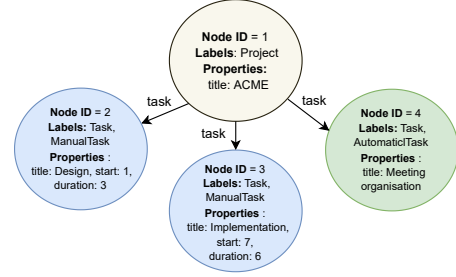 Node ID = 1
Labels: Project
Properties:
title: ACME
task
task
task
Node ID = 2
Labels: Task,
ManualTask
Properties :
title: Design, start: 1,
duration: 3
Node ID = 3
Labels: Task,
ManualTask
Properties :
title: Implementation,
start: 7,
duration: 6
Node ID = 4
Labels: Task,
AutomaticlTask
Properties :
title: Meeting
organisation